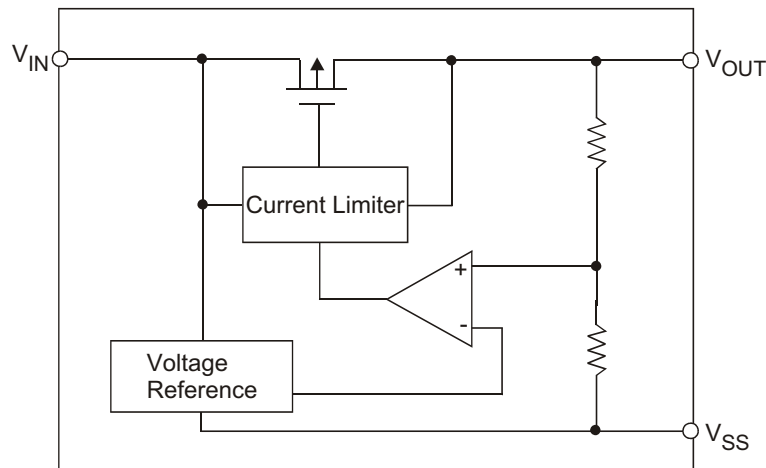 VIN
VOUT
Current Limiter
+
-
Voltage
Reference
VSS